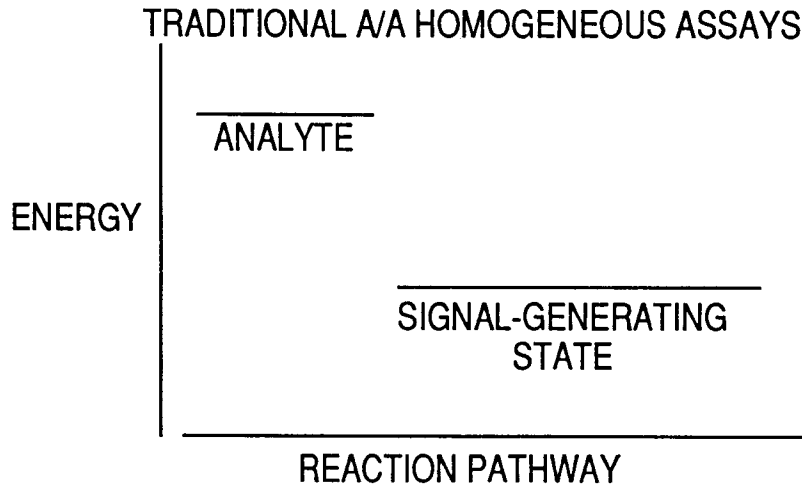 TRADITIONAL A/A HOMOGENEOUS ASSAYS
ANALYTE
ENERGY
SIGNAL-GENERATING
STATE
REACTION PATHWAY